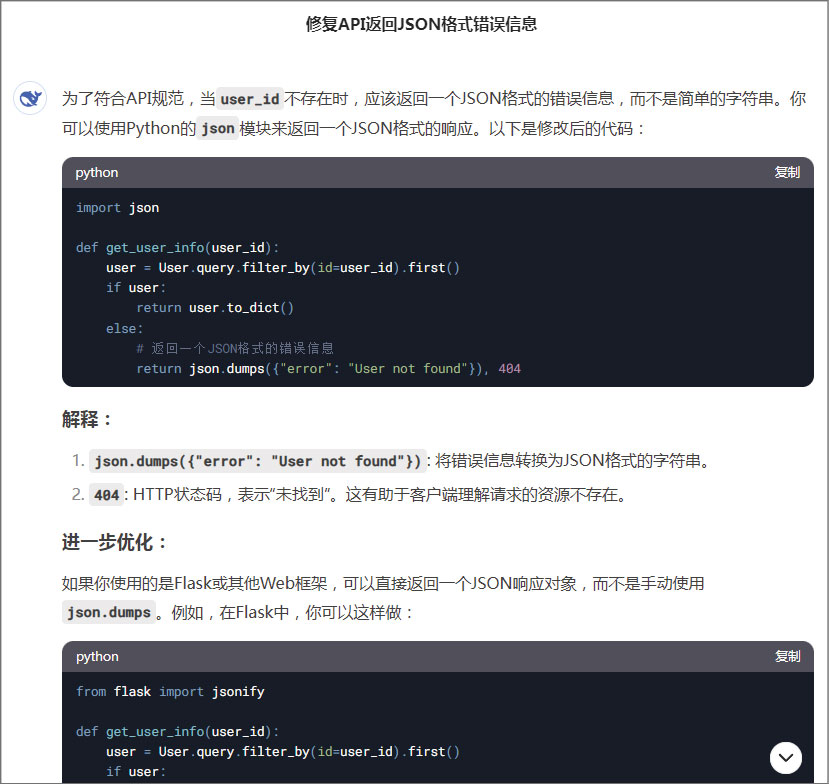 修复API返回JSON格式错误信息
为了符合API规范，当 user_id 不存在时，应该返回一个JSON格式的错误信息，而不是简单的字符串。你
可以使用Python的 json 模块来返回一个JSON格式的响应。以下是修改后的代码：
python 复制
import json
def get_user_info(user_id):
    user = User.query.filter_by(id=user_id).first()
    if user:
        return user.to_dict()
    else:
        # 返回一个JSON格式的错误信息
        return json.dumps({"error": "User not found"}), 404
解释：
1. json.dumps({"error": "User not found"}) : 将错误信息转换为JSON格式的字符串。
2. 404 : HTTP状态码，表示“未找到”。这有助于客户端理解请求的资源不存在。
进一步优化：
如果你使用的是Flask或其他Web框架，可以直接返回一个JSON响应对象，而不是手动使用
json.dumps 。例如，在Flask中，你可以这样做：
python 复制
from flask import jsonify
def get_user_info(user_id):
    user = User.query.filter_by(id=user_id).first()
    if user: